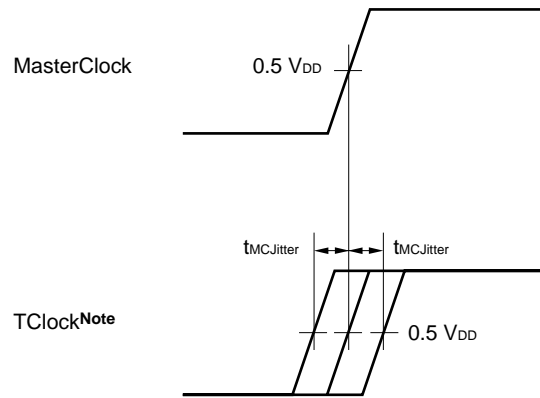 MasterClock
0.5 VDD
tMCJitter
tMCJitter
TClockNote
0.5 VDD